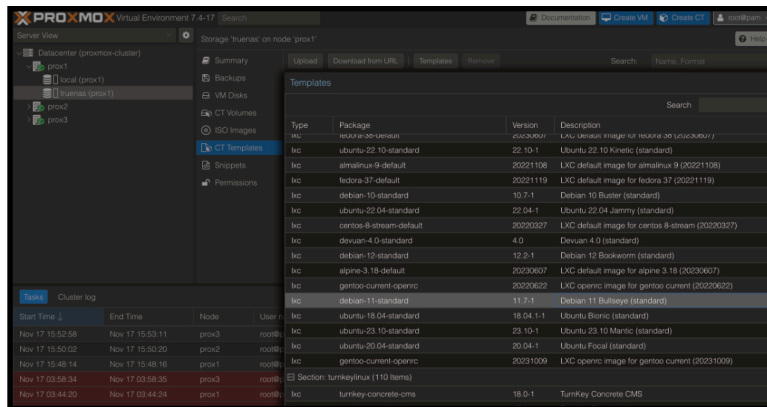 PROXMOX Virtual Environment 7.4-17 Search
Documentation Create VM Create CT root@pam
Server View
Storage 'truenas' on node 'prox1' Help
Datacenter (proxmox-cluster)
prox1
local (prox1)
truenas (prox1)
prox2
prox3
Summary
Backups
VM Disks
CT Volumes
ISO Images
CT Templates
Snippets
Permissions
Upload Download from URL Templates Remove Search: Name, Format
Templates
Search
Type Package Version Description
lxc fedora-38-default 20230607 LXC default image for fedora 38 (20230607)
lxc ubuntu-22.10-standard 22.10-1 Ubuntu 22.10 Kinetic (standard)
lxc almalinux-9-default 20221108 LXC default image for almalinux 9 (20221108)
lxc fedora-37-default 20221119 LXC default image for fedora 37 (20221119)
lxc debian-10-standard 10.7-1 Debian 10 Buster (standard)
lxc ubuntu-22.04-standard 22.04-1 Ubuntu 22.04 Jammy (standard)
lxc centos-8-stream-default 20220327 LXC default image for centos 8-stream (20220327)
lxc devuan-4.0-standard 4.0 Devuan 4.0 (standard)
lxc debian-12-standard 12.2-1 Debian 12 Bookworm (standard)
lxc alpine-3.18-default 20230607 LXC default image for alpine 3.18 (20230607)
lxc gentoo-current-openrc 20220622 LXC openrc image for gentoo current (20220622)
lxc debian-11-standard 11.7-1 Debian 11 Bullseye (standard)
lxc ubuntu-18.04-standard 18.04.1-1 Ubuntu Bionic (standard)
lxc ubuntu-23.10-standard 23.10-1 Ubuntu 23.10 Mantic (standard)
lxc ubuntu-20.04-standard 20.04-1 Ubuntu Focal (standard)
lxc gentoo-current-openrc 20231009 LXC openrc image for gentoo current (20231009)
Section: turnkeylinux (110 Items)
lxc turnkey-concrete-cms 18.0-1 TurnKey Concrete CMS
Tasks Cluster log
Start Time End Time Node User
Nov 17 15:52:58 Nov 17 15:53:11 prox3
Nov 17 15:50:02 Nov 17 15:50:20 prox2
Nov 17 15:48:14 Nov 17 15:48:16 prox1
Nov 17 03:58:34 Nov 17 03:58:35 prox3
Nov 17 03:44:20 Nov 17 03:44:24 prox1